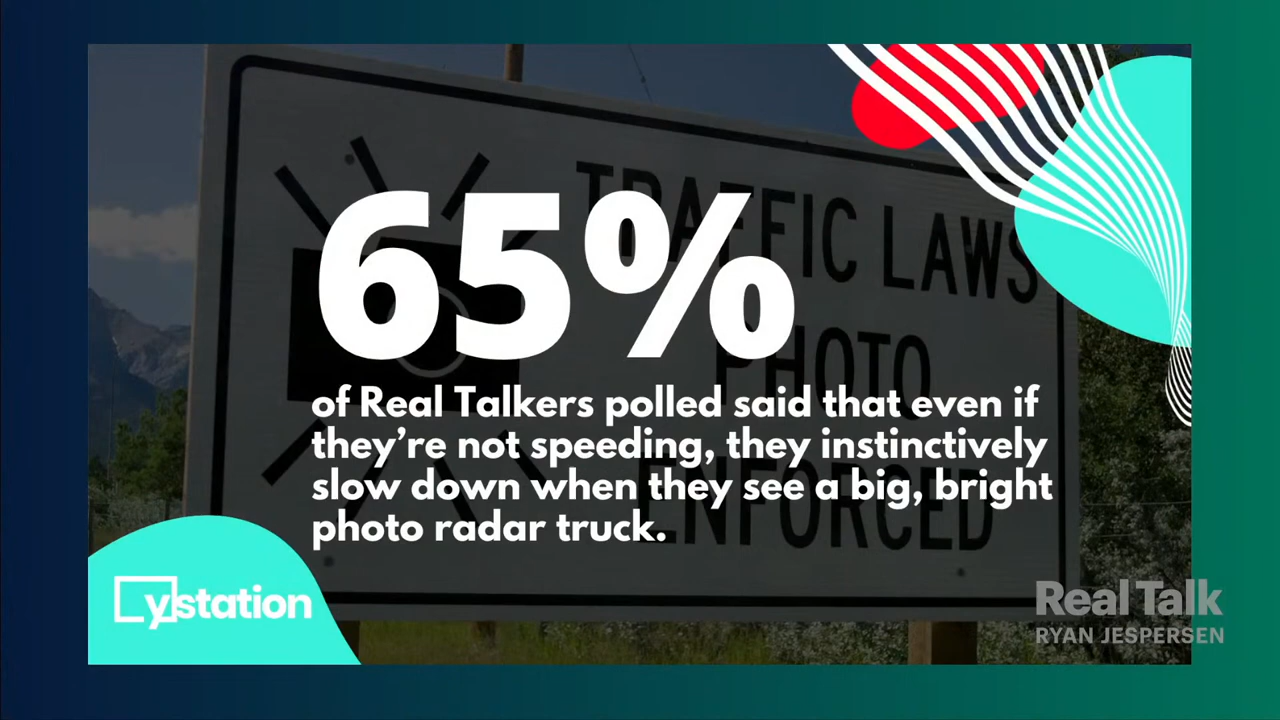 TRAFFIC LAWS
65%
PHOTO
of Real Talkers polled said that even if
they’re not speeding, they instinctively
slow down when they see a big, bright
photo radar truck.
ENFORCED
ystation
Real Talk
RYAN JESPERSEN